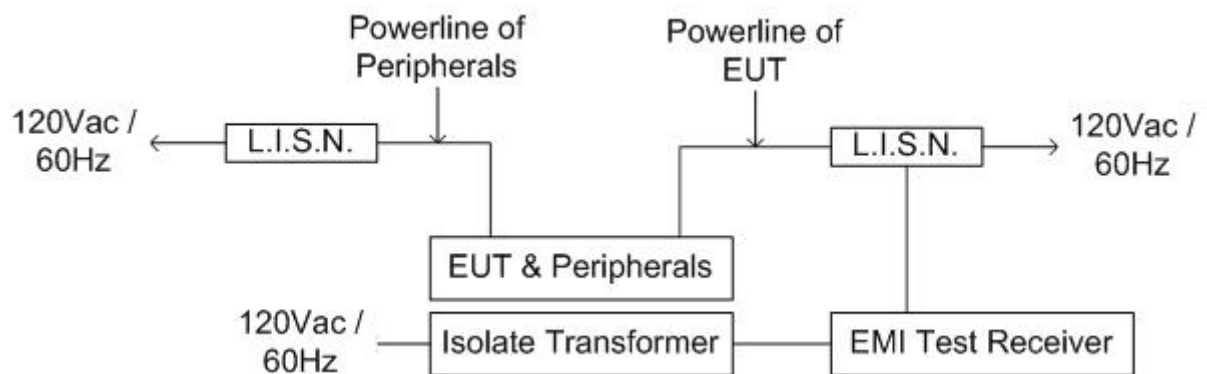 Powerline of
Peripherals
Powerline of
EUT
120Vac /
60Hz
L.I.S.N.
L.I.S.N.
120Vac /
60Hz
EUT & Peripherals
120Vac /
60Hz
Isolate Transformer
EMI Test Receiver